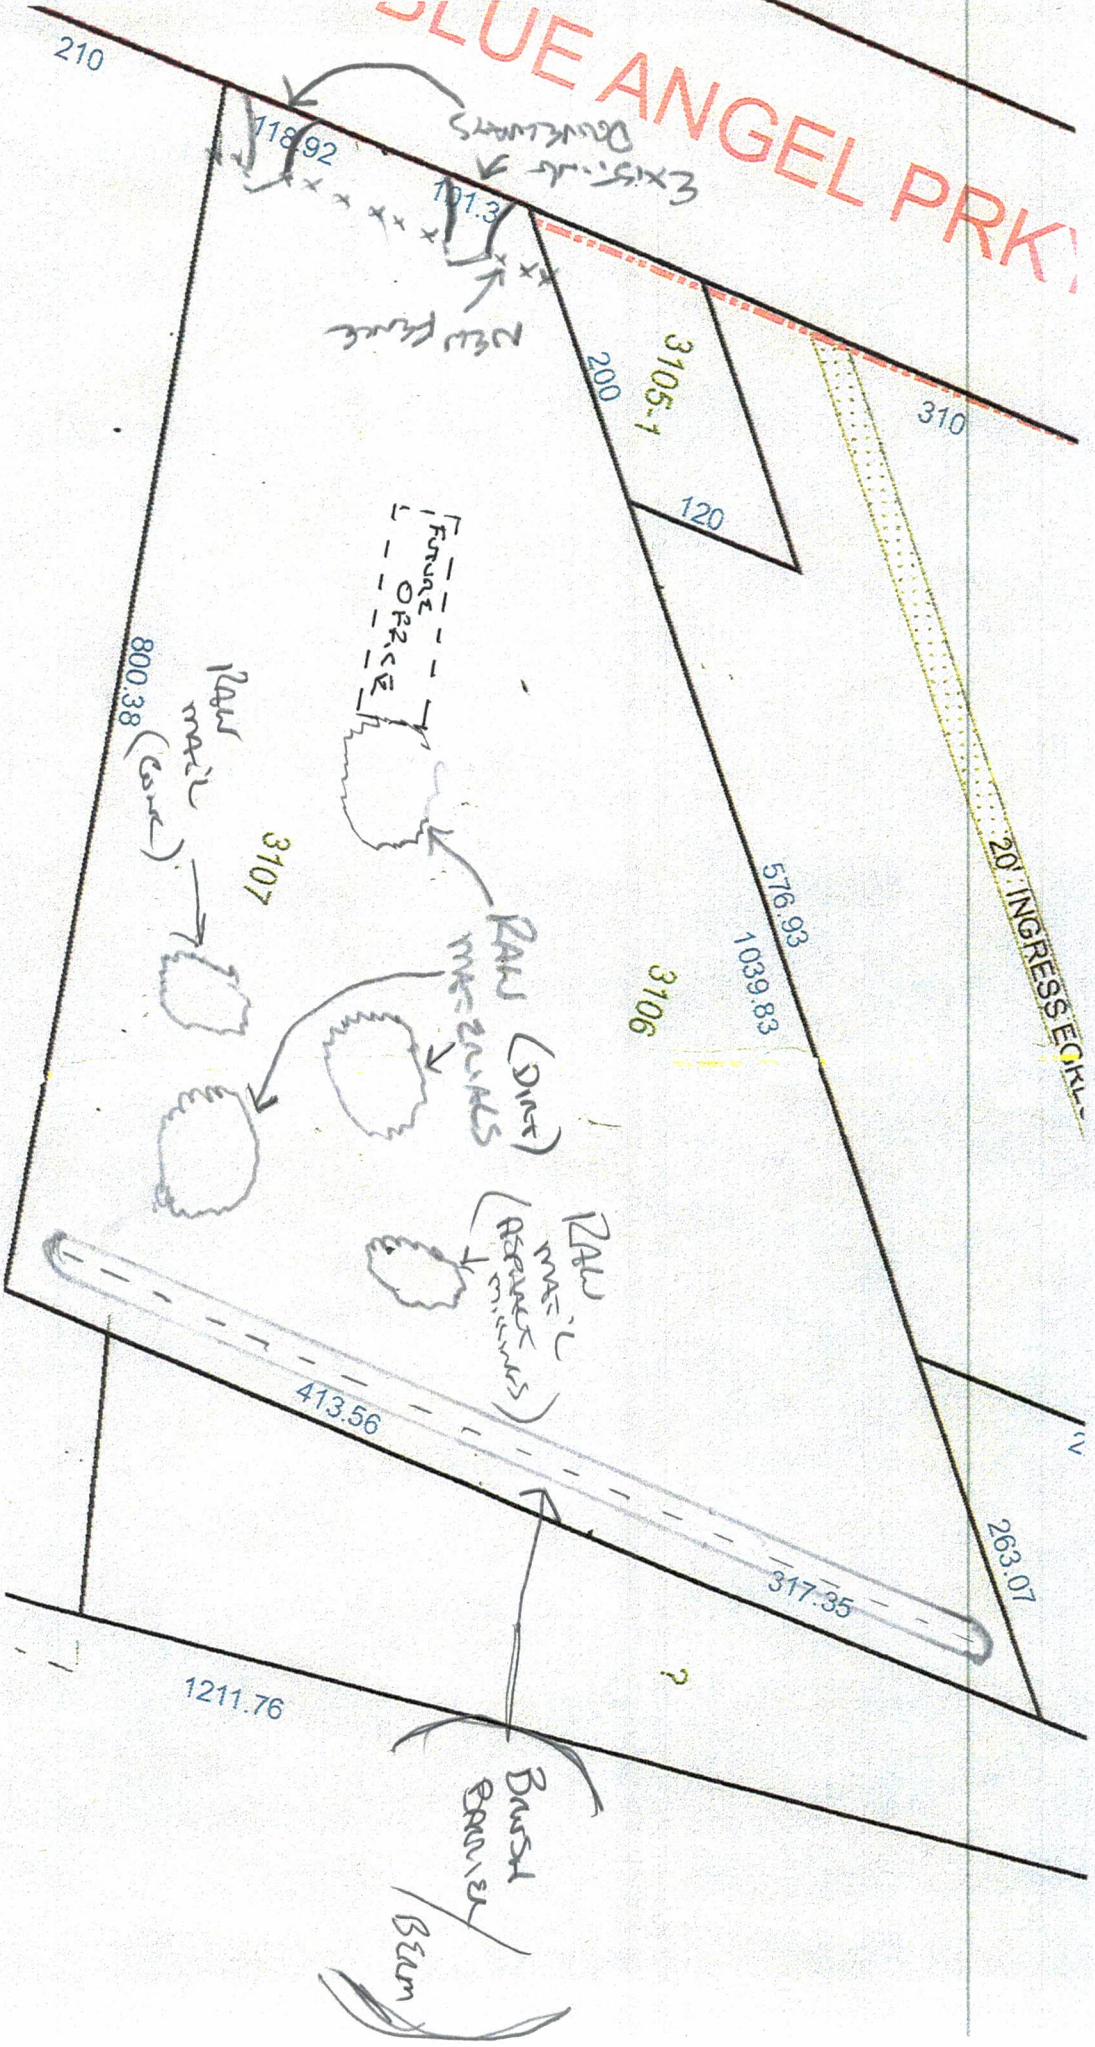 BLUE ANGEL PRKY
210
118.92
101.3
310
EXISTING
DRIVEWAYS
NEW FENCE
200
3105-1
120
FUTURE
OFFICE
800.38
RAW
MAT'L
(CONC)
3107
RAW
MATERIALS
(DIRT)
3106
576.93
1039.83
20' INGRESS EGRE
RAW
MAT'L
(ASPHALT
MILLINGS)
413.56
317.35
263.07
?
1211.76
BRUSH
BARRIER
/ BERM